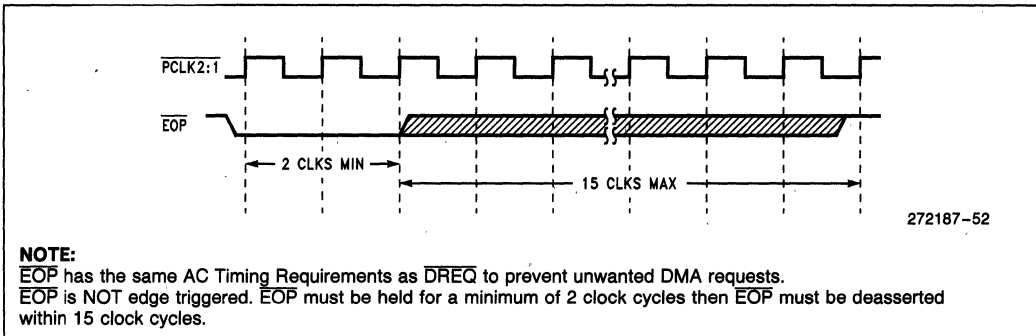 PCLK2:1
EOP
2 CLKS MIN
15 CLKS MAX
272187-52
NOTE:
EOP has the same AC Timing Requirements as DREQ to prevent unwanted DMA requests.
EOP is NOT edge triggered. EOP must be held for a minimum of 2 clock cycles then EOP must be deasserted
within 15 clock cycles.